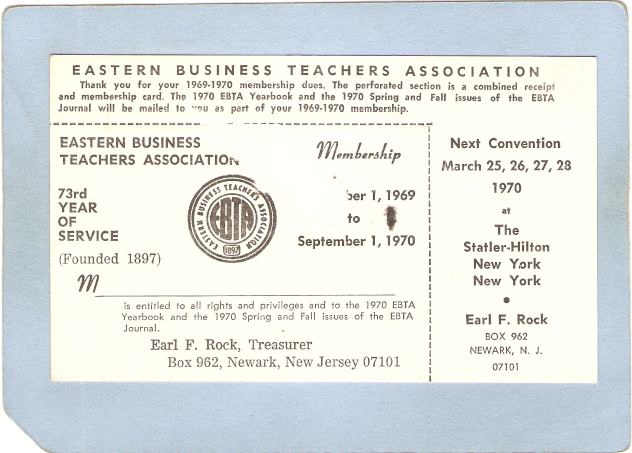 EASTERN BUSINESS TEACHERS ASSOCIATION
Thank you for your 1969-1970 membership dues. The perforated section is a combined receipt
and membership card. The 1970 EBTA Yearbook and the 1970 Spring and Fall issues of the EBTA
Journal will be mailed to you as part of your 1969-1970 membership.
EASTERN BUSINESS
TEACHERS ASSOCIATION
Membership
73rd
YEAR
OF
SERVICE
(Founded 1897)
EASTERN BUSINESS TEACHER'S ASSOCIATION
EBTA
1897
ber 1, 1969
to
September 1, 1970
M
is entitled to all rights and privileges and to the 1970 EBTA
Yearbook and the 1970 Spring and Fall issues of the EBTA
Journal.
Earl F. Rock, Treasurer
Box 962, Newark, New Jersey 07101
Next Convention
March 25, 26, 27, 28
1970
at
The
Statler-Hilton
New York
New York
•
Earl F. Rock
BOX 962
NEWARK, N. J.
07101